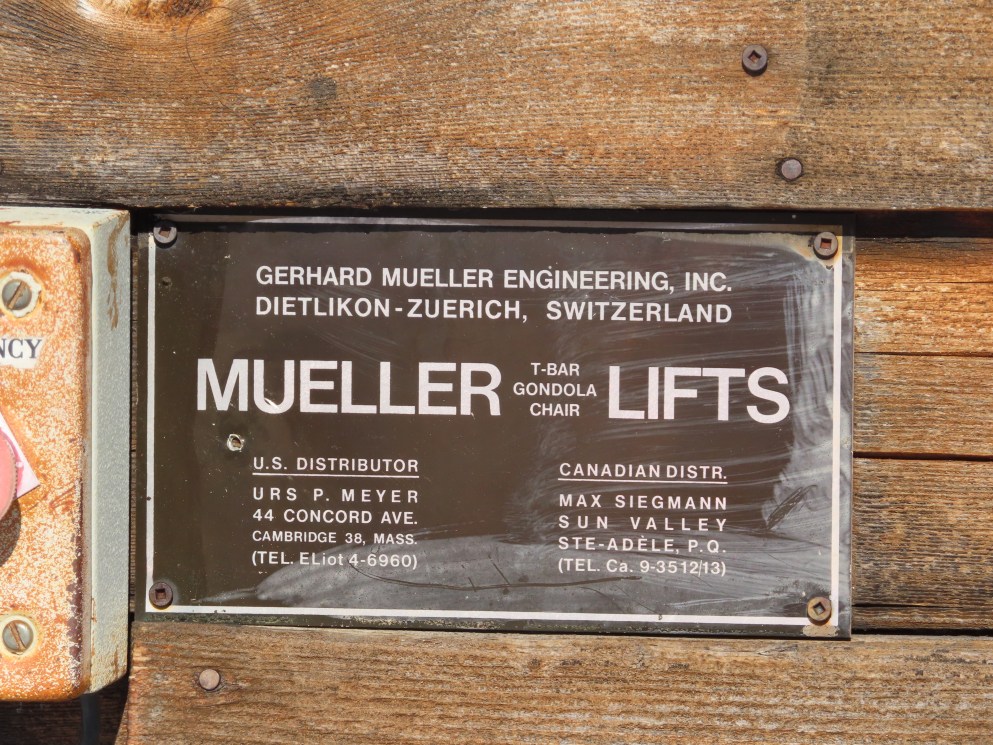 GERHARD MUELLER ENGINEERING, INC.
DIETLIKON-ZUERICH, SWITZERLAND
MUELLER T-BAR GONDOLA CHAIR LIFTS
U.S. DISTRIBUTOR
URS P. MEYER
44 CONCORD AVE.
CAMBRIDGE 38, MASS.
(TEL. ELiot 4-6960)
CANADIAN DISTR.
MAX SIEGMANN
SUN VALLEY
STE-ADÈLE, P.Q.
(TEL. Ca. 9-3512/13)
NCY